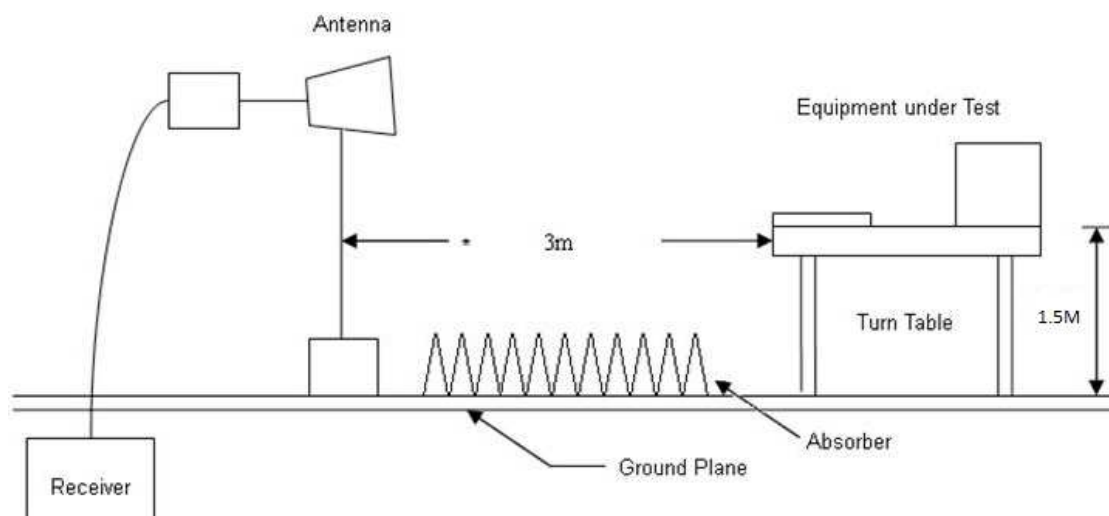 Antenna
Equipment under Test
* 3m
Turn Table
1.5M
Absorber
Ground Plane
Receiver